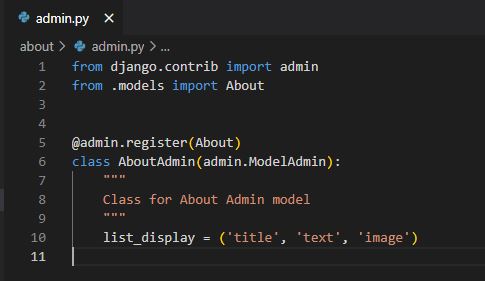 admin.py ×
about > admin.py > ...
1 from django.contrib import admin
2 from .models import About
3
4
5 @admin.register(About)
6 class AboutAdmin(admin.ModelAdmin):
7     """
8     Class for About Admin model
9     """
10     list_display = ('title', 'text', 'image')
11